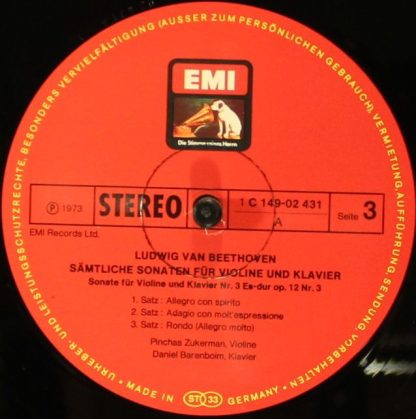 URHEBER- UND LEISTUNGSSCHUTZRECHTE, BESONDERS VERVIELFÄLTIGUNG (AUSSER ZUM PERSÖNLICHEN GEBRAUCH), VERMIETUNG, AUFFÜHRUNG, SENDUNG VORBEHALTEN
EMI
Die Stimme seines Herrn
Ⓟ 1973
STEREO
1 C 149-02 431
A
Seite 3
EMI Records Ltd.
LUDWIG VAN BEETHOVEN
SÄMTLICHE SONATEN FÜR VIOLINE UND KLAVIER
Sonate für Violine und Klavier Nr. 3 Es-dur op. 12 Nr. 3
1. Satz: Allegro con spirito
2. Satz: Adagio con molt'espressione
3. Satz: Rondo (Allegro molto)
Pinchas Zukerman, Violine
Daniel Barenboim, Klavier
• MADE IN ST 33 GERMANY •